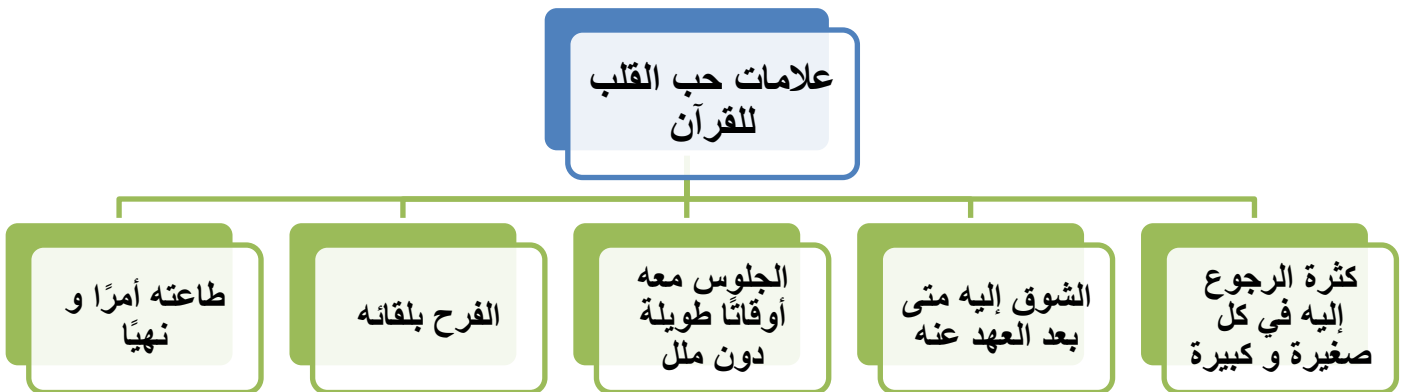 علامات حب القلب
للقرآن
كثرة الرجوع
إليه في كل
صغيرة و كبيرة
الشوق إليه متى
بعد العهد عنه
الجلوس معه
أوقاتًا طويلة
دون ملل
الفرح بلقائه
طاعته أمرًا و
نهيًا